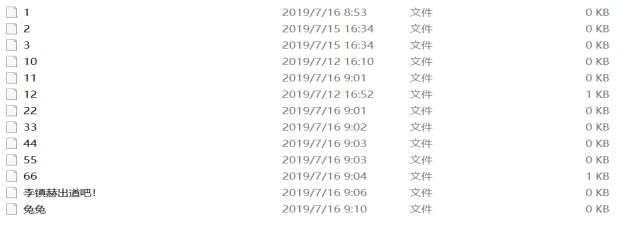 1 2019/7/16 8:53 文件 0 KB
2 2019/7/15 16:34 文件 0 KB
3 2019/7/15 16:34 文件 0 KB
10 2019/7/12 16:10 文件 0 KB
11 2019/7/16 9:01 文件 0 KB
12 2019/7/12 16:52 文件 1 KB
22 2019/7/16 9:01 文件 0 KB
33 2019/7/16 9:02 文件 0 KB
44 2019/7/16 9:03 文件 0 KB
55 2019/7/16 9:03 文件 0 KB
66 2019/7/16 9:04 文件 1 KB
李镇赫出道吧! 2019/7/16 9:06 文件 0 KB
兔兔 2019/7/16 9:10 文件 0 KB